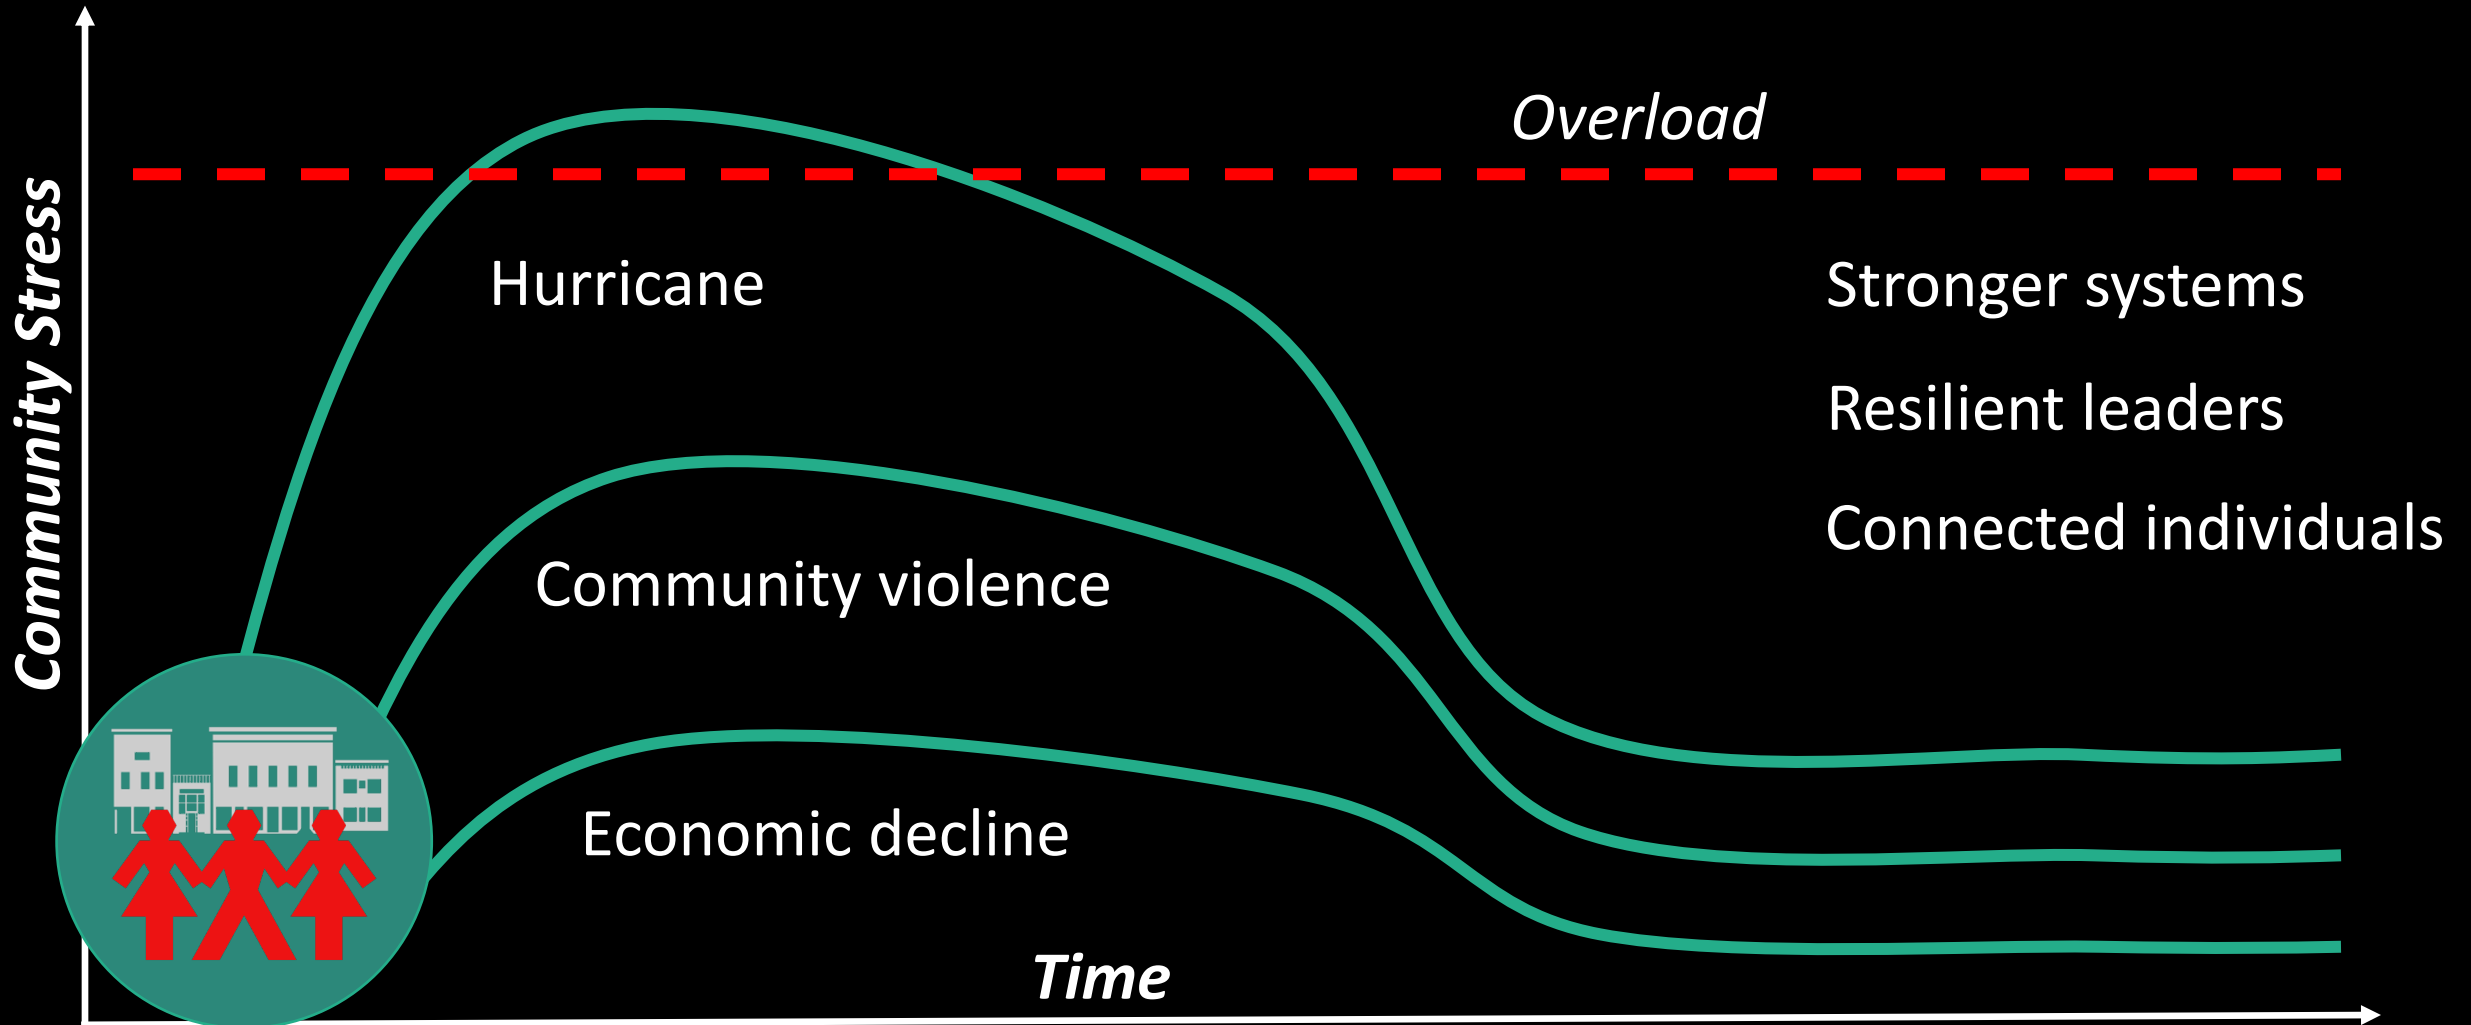 Community Stress
Overload
Hurricane
Stronger systems
Resilient leaders
Connected individuals
Community violence
Economic decline
Time